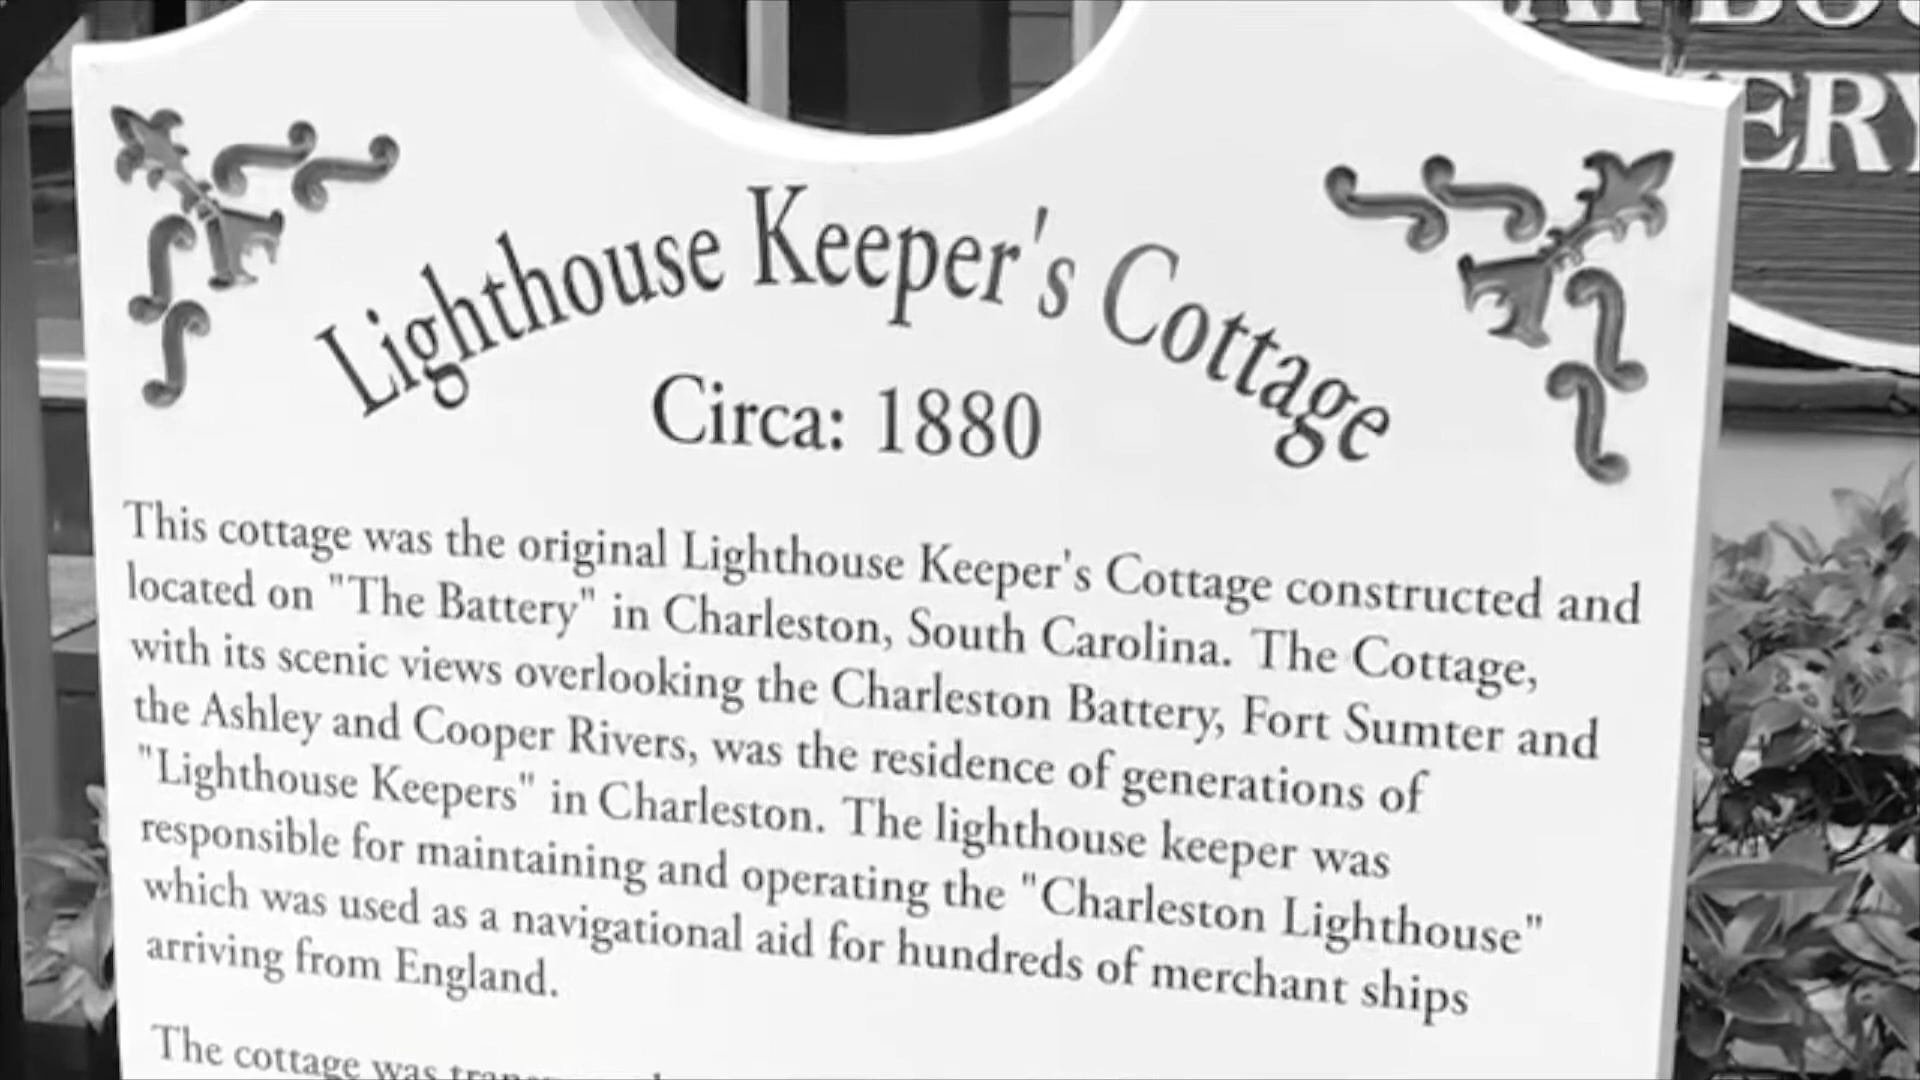 Lighthouse Keeper's Cottage
Circa: 1880
This cottage was the original Lighthouse Keeper's Cottage constructed and
located on "The Battery" in Charleston, South Carolina. The Cottage,
with its scenic views overlooking the Charleston Battery, Fort Sumter and
the Ashley and Cooper Rivers, was the residence of generations of
"Lighthouse Keepers" in Charleston. The lighthouse keeper was
responsible for maintaining and operating the "Charleston Lighthouse"
which was used as a navigational aid for hundreds of merchant ships
arriving from England.
The cottage was